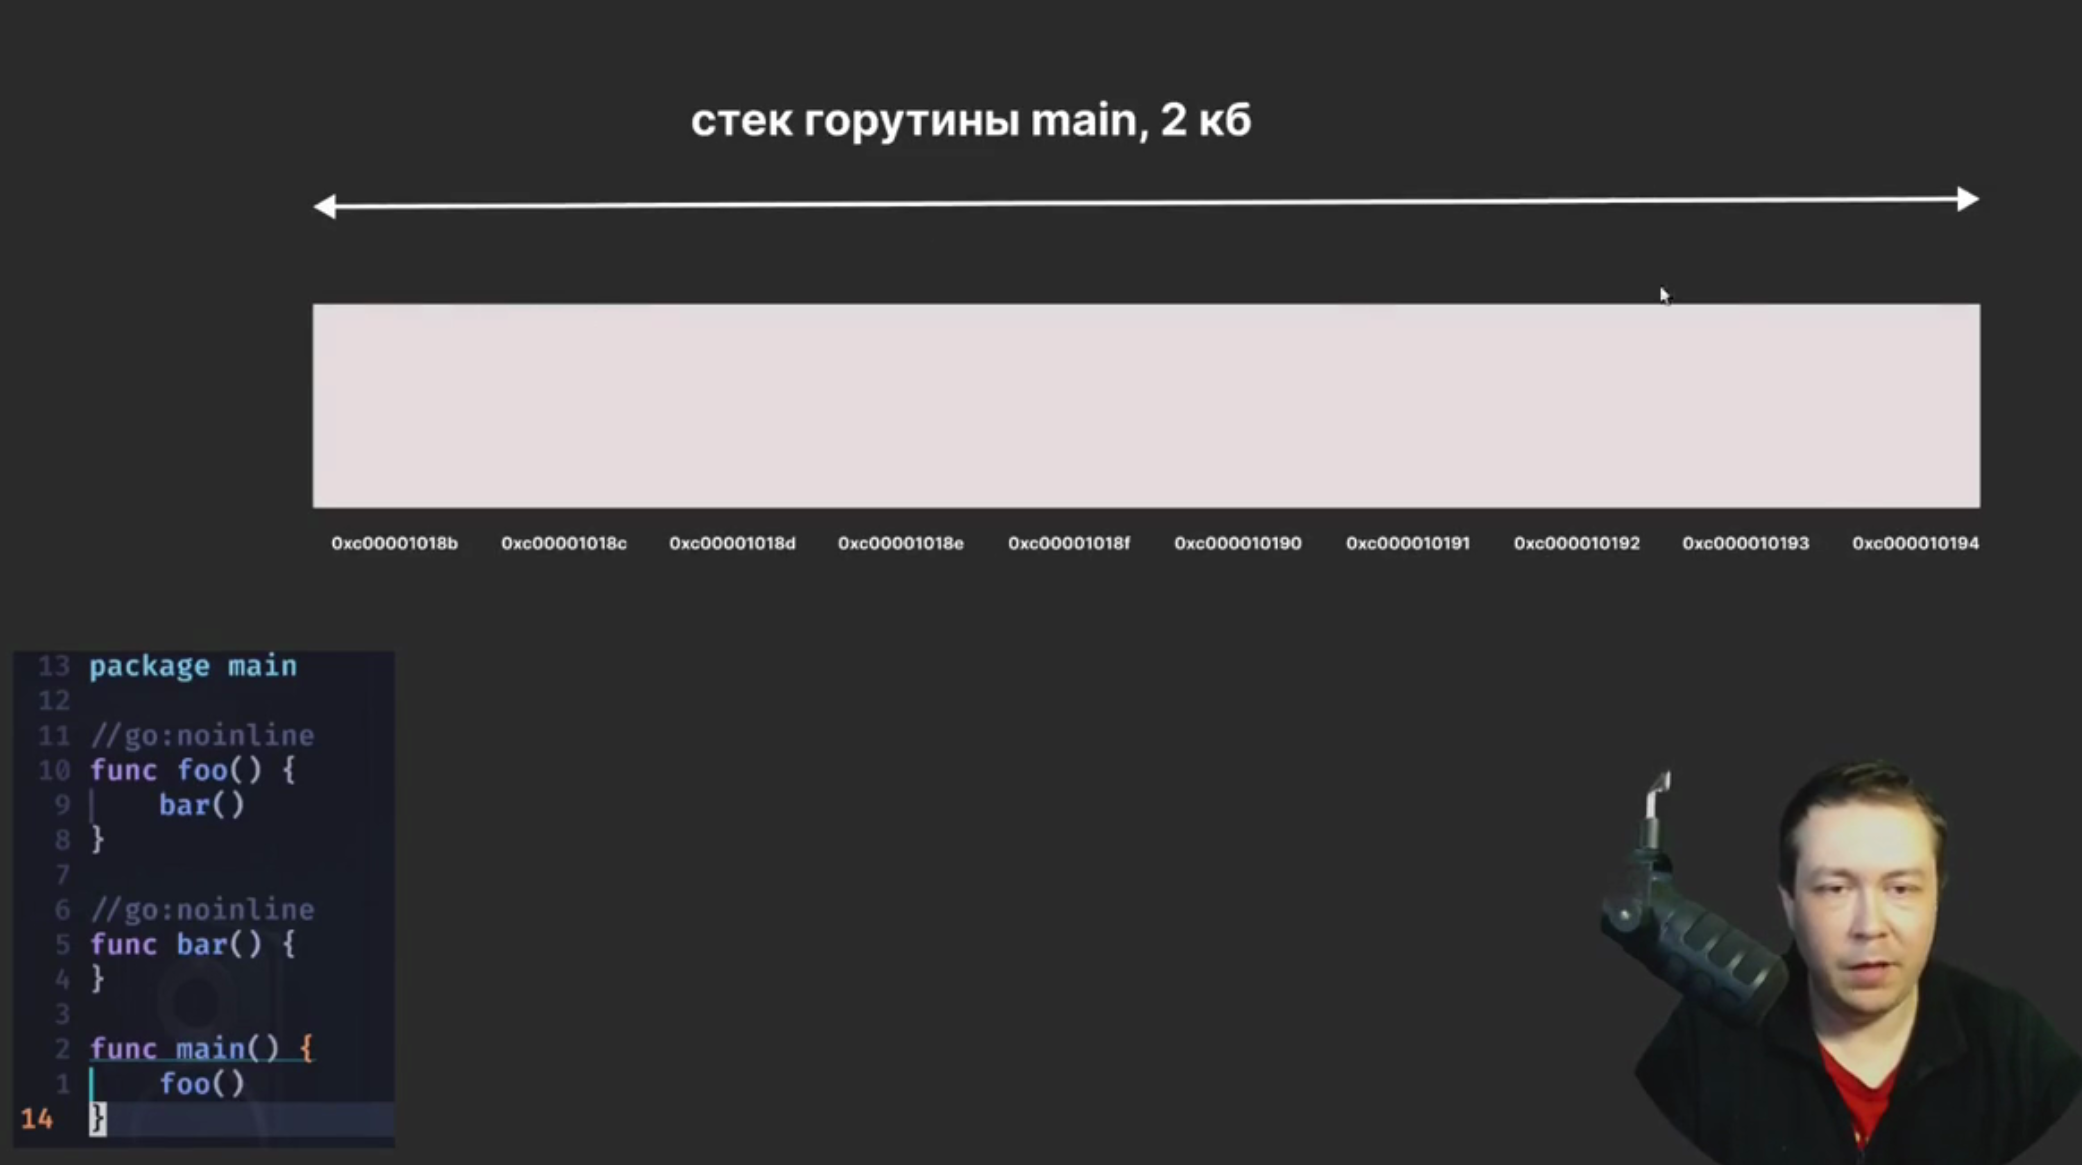 стек горутины main, 2 кб
0xc00001018b 0xc00001018c 0xc00001018d 0xc00001018e 0xc00001018f 0xc000010190 0xc000010191 0xc000010192 0xc000010193 0xc000010194
13 package main
12
11 //go:noinline
10 func foo() {
9 bar()
8 }
7
6 //go:noinline
5 func bar() {
4 }
3
2 func main() {
1 foo()
14 }